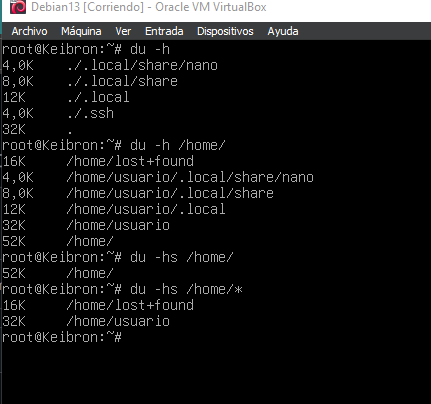 Debian13 [Corriendo] - Oracle VM VirtualBox
Archivo Máquina Ver Entrada Dispositivos Ayuda
root@Keibron:~# du -h
4,0K ./.local/share/nano
8,0K ./.local/share
12K ./.local
4,0K ./.ssh
32K .
root@Keibron:~# du -h /home/
16K /home/lost+found
4,0K /home/usuario/.local/share/nano
8,0K /home/usuario/.local/share
12K /home/usuario/.local
32K /home/usuario
52K /home/
root@Keibron:~# du -hs /home/
52K /home/
root@Keibron:~# du -hs /home/*
16K /home/lost+found
32K /home/usuario
root@Keibron:~#